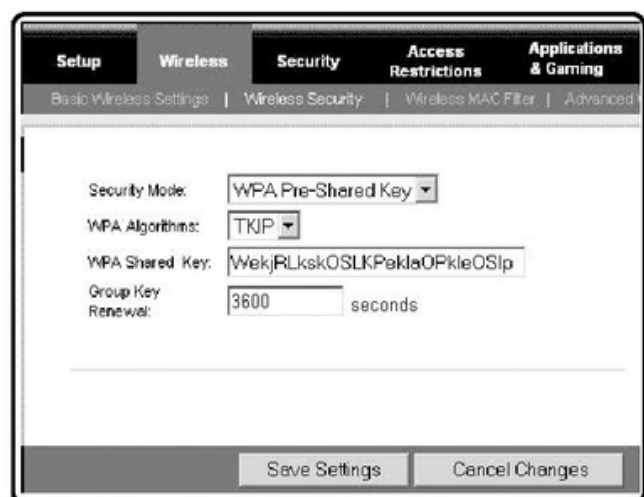 Setup Wireless Security Access Restrictions Applications & Gaming
Basic Wireless Settings | Wireless Security | Wireless MAC Filter | Advanced
Security Mode: WPA Pre-Shared Key
WPA Algorithms: TKIP
WPA Shared Key: WekjRLkskOSLKPeklaOPkleOSlp
Group Key Renewal: 3600 seconds
Save Settings Cancel Changes